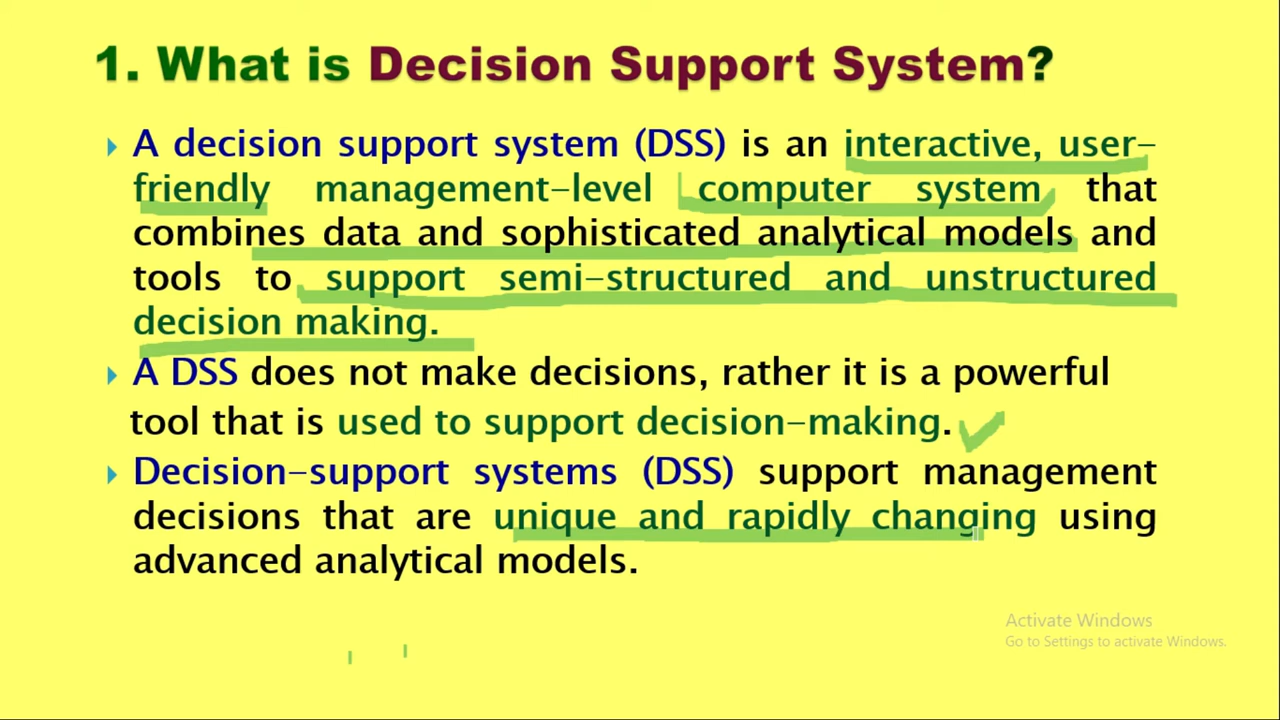 1. What is Decision Support System?
A decision support system (DSS) is an interactive, user-
friendly management-level computer system that
combines data and sophisticated analytical models and
tools to support semi-structured and unstructured
decision making.
A DSS does not make decisions, rather it is a powerful
tool that is used to support decision-making.
Decision-support systems (DSS) support management
decisions that are unique and rapidly changing using
advanced analytical models.
Activate Windows
Go to Settings to activate Windows.